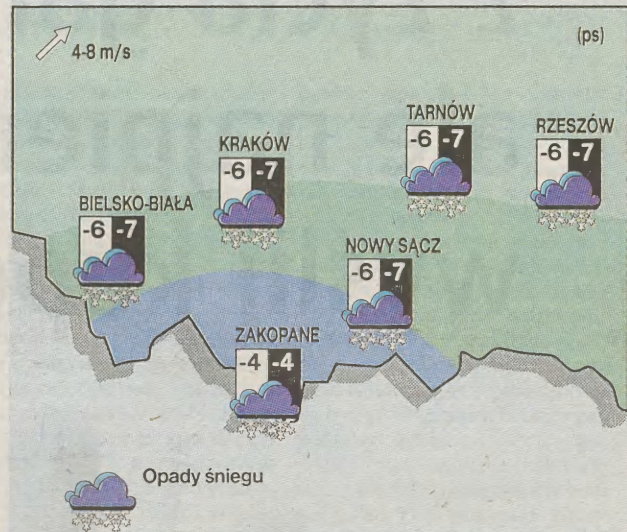 4-8 m/s
(ps)
TARNÓW
-6 -7
RZESZÓW
-6 -7
KRAKÓW
-6 -7
BIELSKO-BIAŁA
-6 -7
NOWY SĄCZ
-6 -7
ZAKOPANE
-4 -4
Opady śniegu